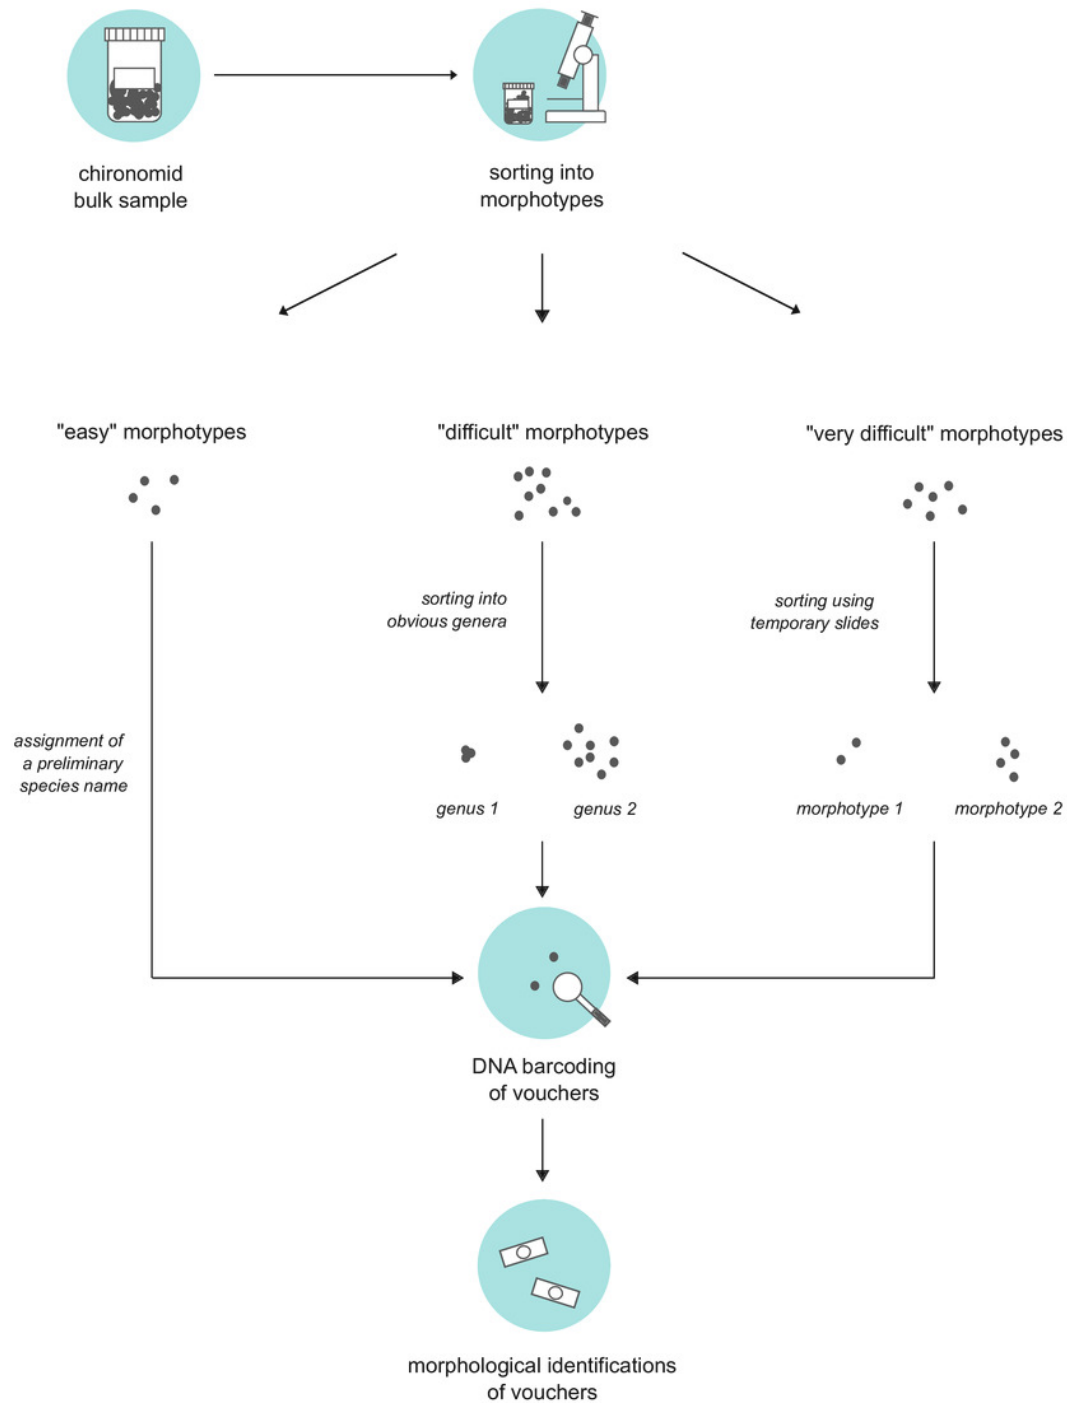 chironomid
bulk sample
sorting into
morphotypes
"easy" morphotypes
"difficult" morphotypes
"very difficult" morphotypes
sorting into
obvious genera
sorting using
temporary slides
assignment of
a preliminary
species name
genus 1
genus 2
morphotype 1
morphotype 2
DNA barcoding
of vouchers
morphological identifications
of vouchers